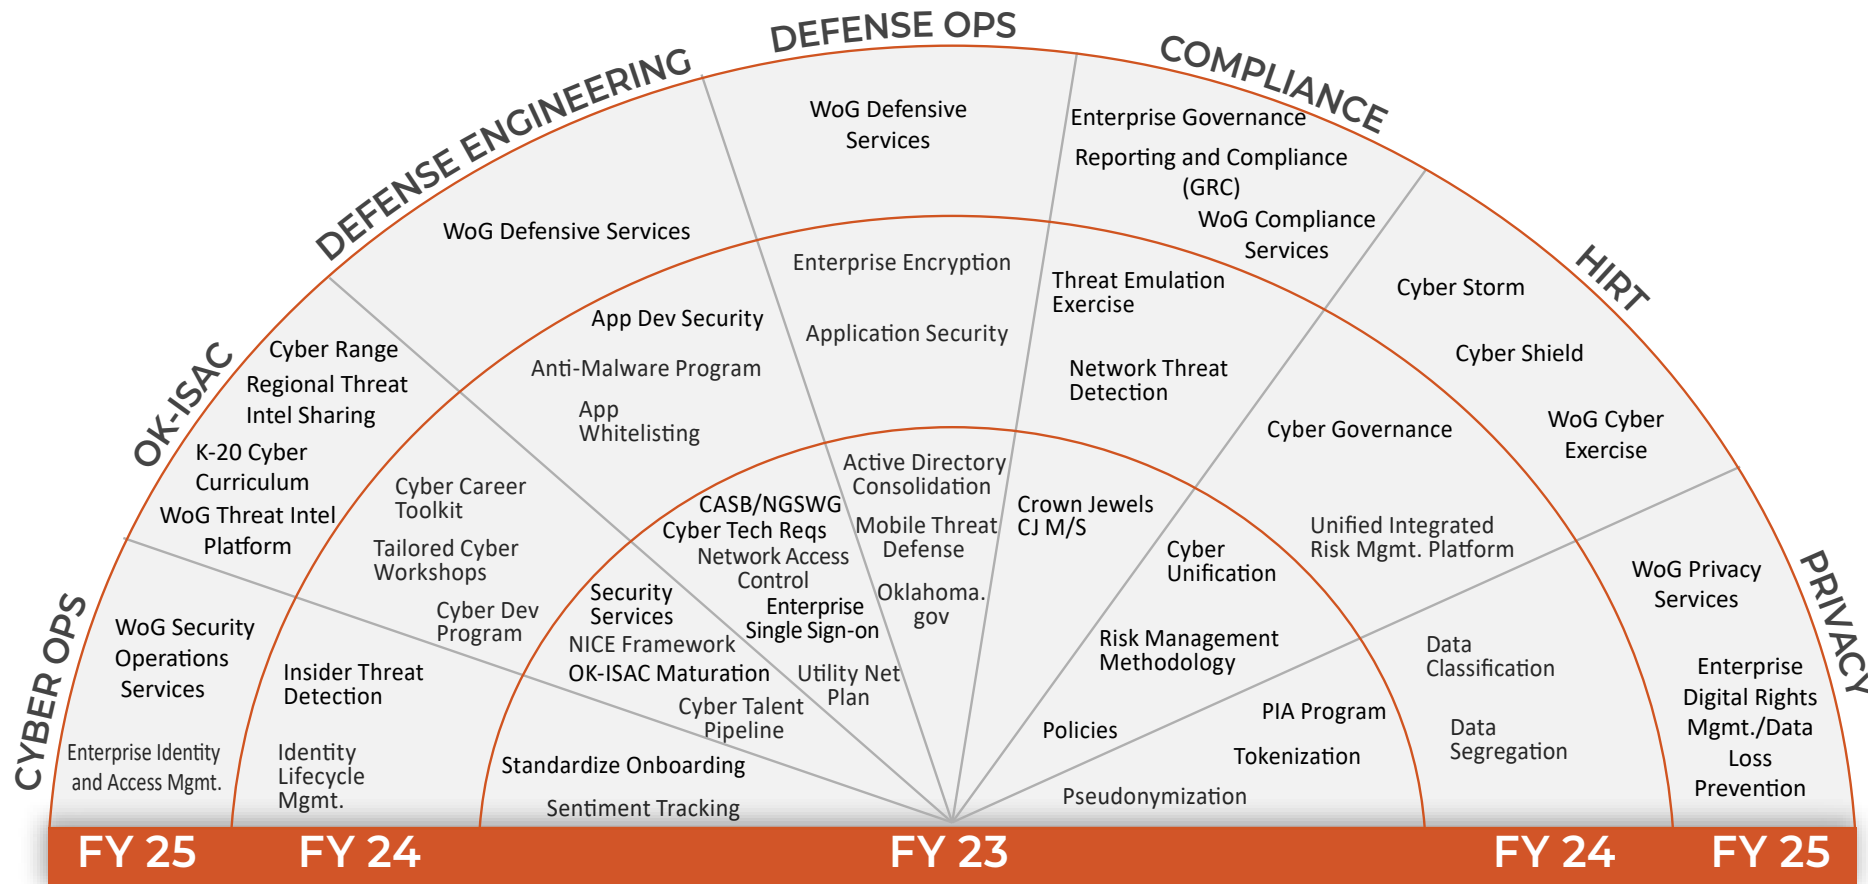 DEFENSE OPS
COMPLIANCE
DEFENSE ENGINEERING
HIRT
OK-ISAC
PRIVACY
CYBER OPS
WoG Defensive
Services
Enterprise Governance
Reporting and Compliance
(GRC)
WoG Compliance
Services
WoG Defensive Services
Cyber Storm
Cyber Shield
WoG Cyber
Exercise
Cyber Range
Regional Threat
Intel Sharing
K-20 Cyber
Curriculum
WoG Threat Intel
Platform
WoG Security
Operations
Services
Enterprise Identity
and Access Mgmt.
WoG Privacy
Services
Enterprise
Digital Rights
Mgmt./Data
Loss
Prevention
Enterprise Encryption
Application Security
Threat Emulation
Exercise
Network Threat
Detection
App Dev Security
Anti-Malware Program
App
Whitelisting
Cyber Governance
Unified Integrated
Risk Mgmt. Platform
Cyber Career
Toolkit
Tailored Cyber
Workshops
Cyber Dev
Program
Insider Threat
Detection
Identity
Lifecycle
Mgmt.
Data
Classification
Data
Segregation
Active Directory
Consolidation
Mobile Threat
Defense
Oklahoma.
gov
Crown Jewels
CJ M/S
CASB/NGSWG
Cyber Tech Reqs
Network Access
Control
Enterprise
Single Sign-on
Utility Net
Plan
Cyber
Unification
Risk Management
Methodology
Policies
Security
Services
NICE Framework
OK-ISAC Maturation
Cyber Talent
Pipeline
Standardize Onboarding
Sentiment Tracking
PIA Program
Tokenization
Pseudonymization
FY 25
FY 24
FY 23
FY 24
FY 25